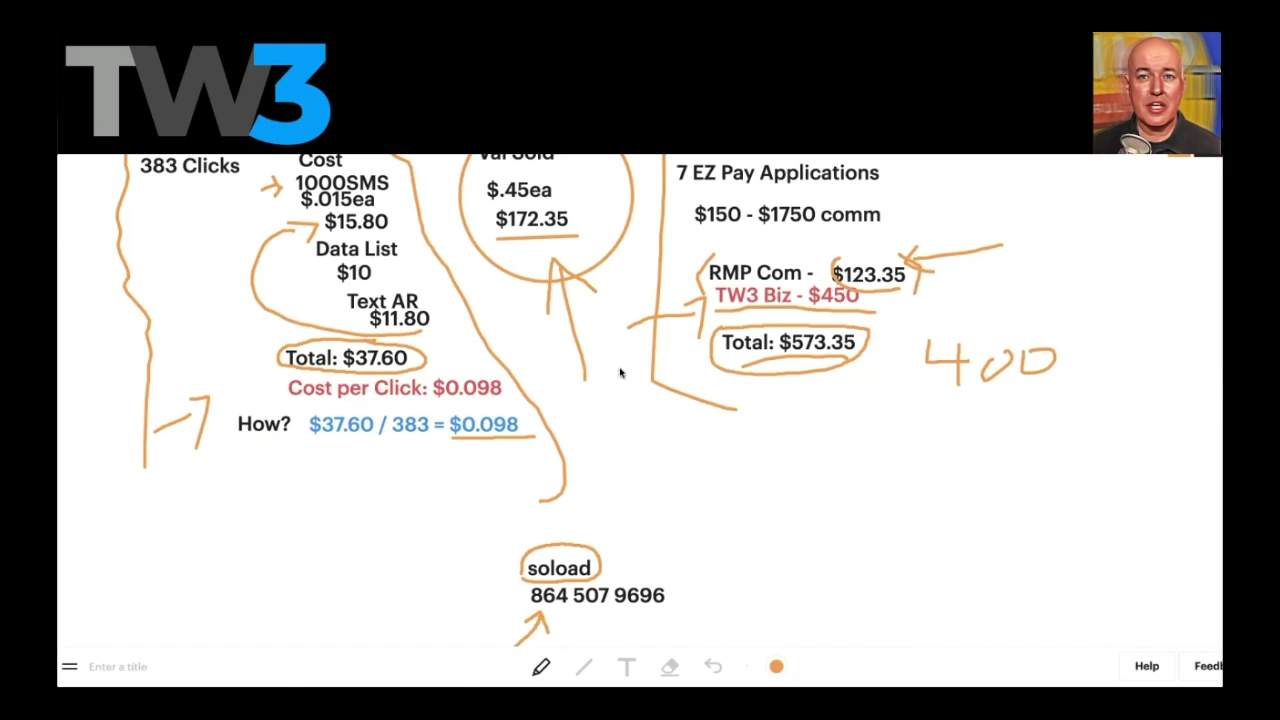 TW3
383 Clicks
Cost
1000SMS
$.015ea
$15.80
Data List
$10
Text AR
$11.80
Total: $37.60
Cost per Click: $0.098
How? $37.60 / 383 = $0.098
Val Sold
$.45ea
$172.35
7 EZ Pay Applications
$150 - $1750 comm
RMP Com - $123.35
TW3 Biz - $450
Total: $573.35
400
soload
864 507 9696
Enter a title
T
Help
Feedb